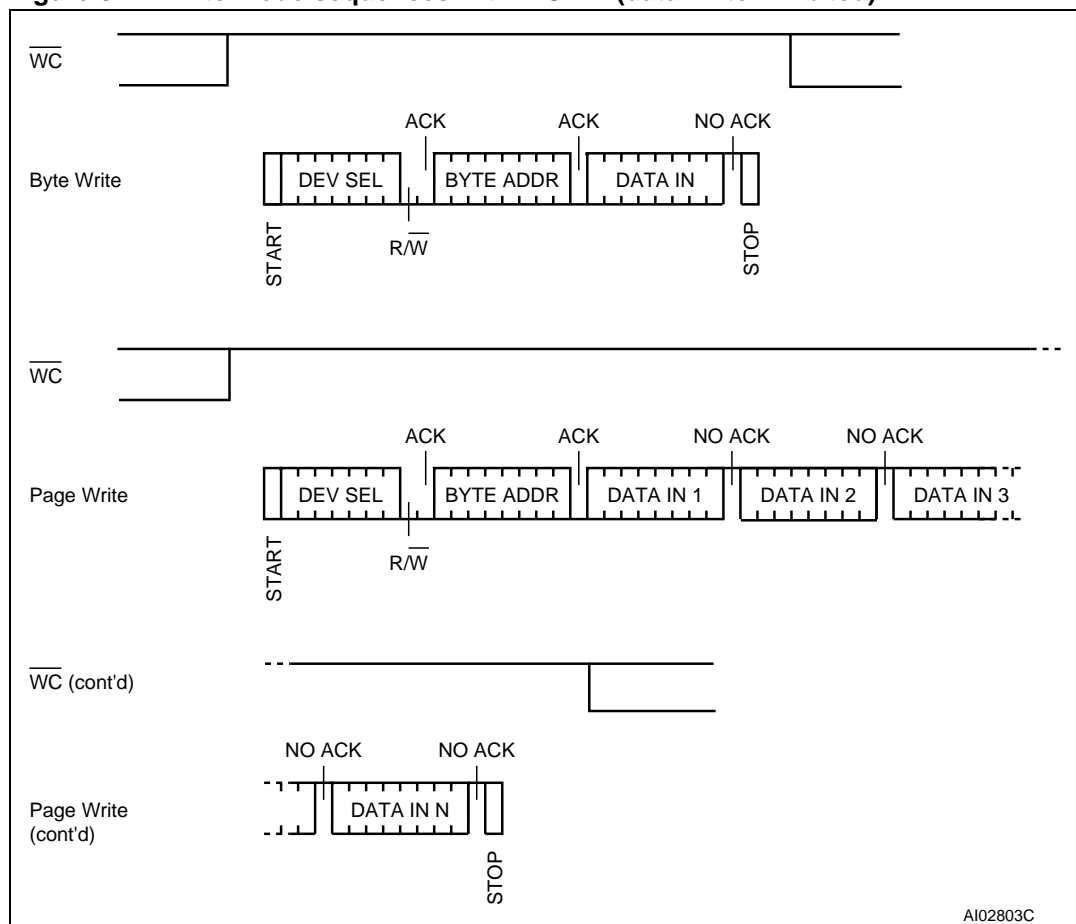 WC
ACK ACK NO ACK
Byte Write DEV SEL BYTE ADDR DATA IN
R/W
START
STOP
WC
ACK ACK NO ACK NO ACK
Page Write DEV SEL BYTE ADDR DATA IN 1 DATA IN 2 DATA IN 3
R/W
START
WC (cont'd)
NO ACK NO ACK
Page Write DATA IN N
(cont'd)
STOP
AI02803C